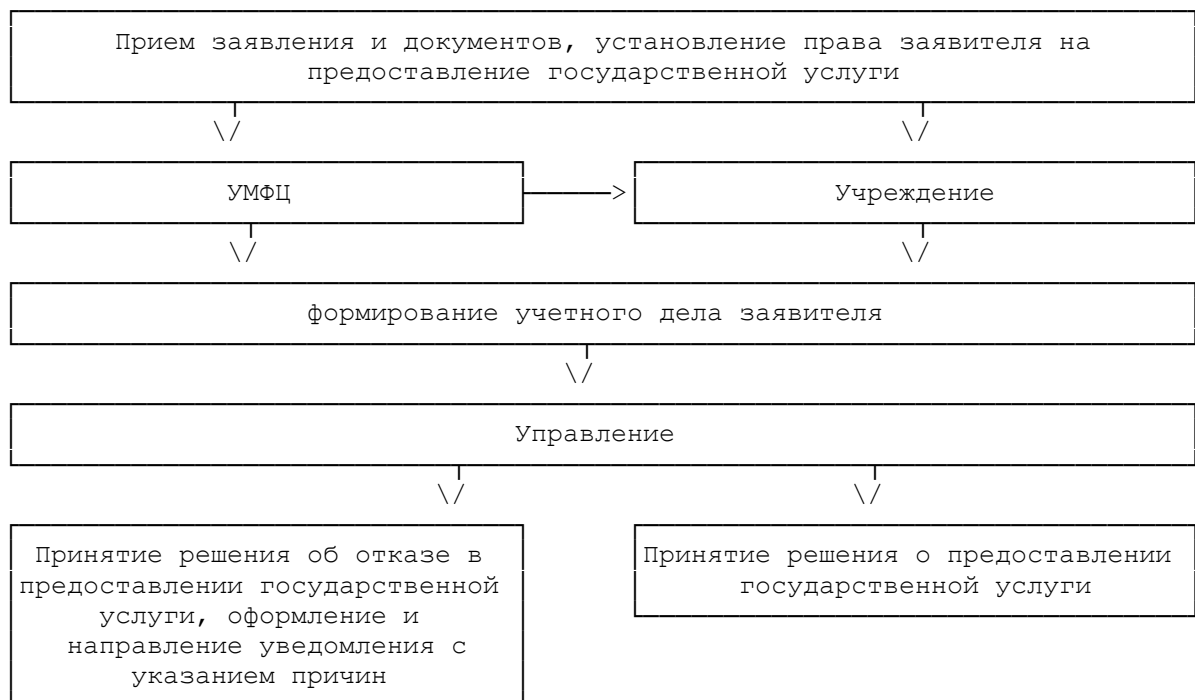 Прием заявления и документов, установление права заявителя на
предоставление государственной услуги
УМФЦ
Учреждение
формирование учетного дела заявителя
Управление
Принятие решения об отказе в
предоставлении государственной
услуги, оформление и
направление уведомления с
указанием причин
Принятие решения о предоставлении
государственной услуги